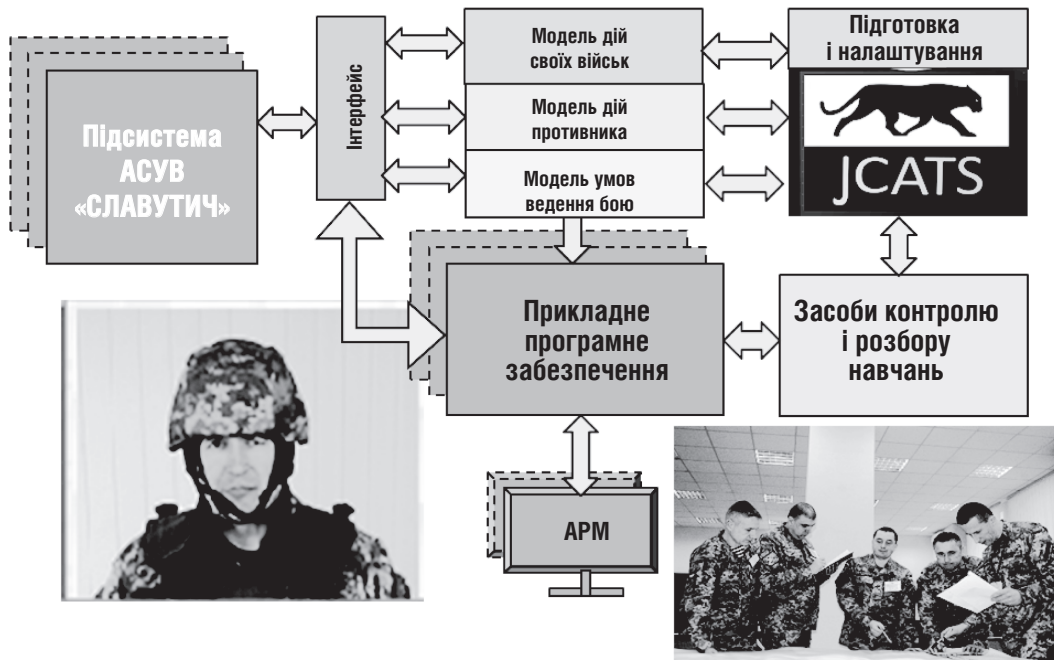 Підсистема
АСУВ
«СЛАВУТИЧ»
Інтерфейс
Модель дій
своїх військ
Модель дій
противника
Модель умов
ведення бою
Підготовка
і налаштування
JCATS
Прикладне
програмне
забезпечення
Засоби контролю
і розбору
навчань
АРМ